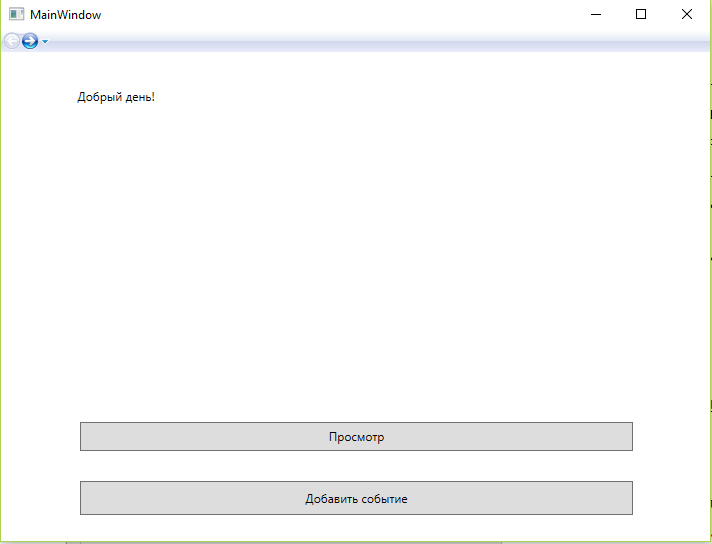 MainWindow
Добрый день!
Просмотр
Добавить событие